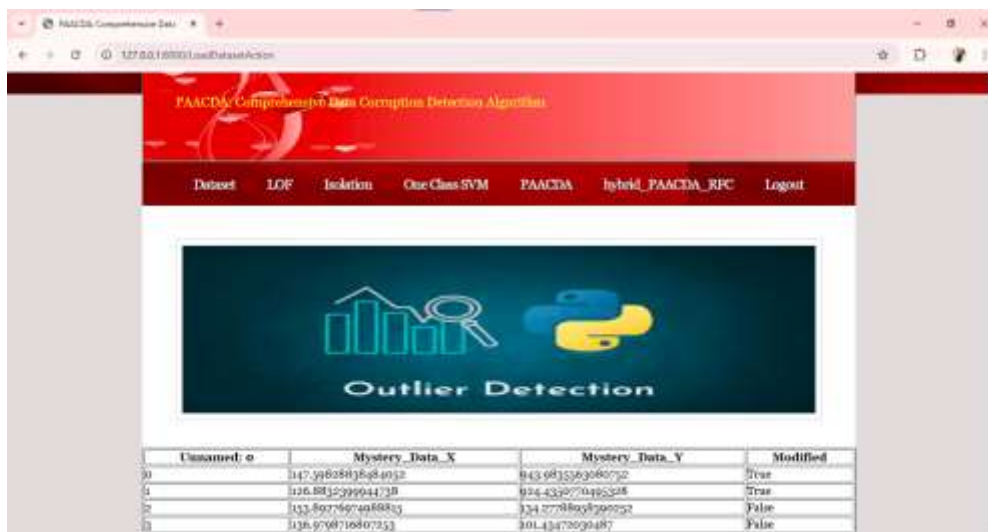 PAACDA: Comprehensive Data
127.0.0.1:8000/LoadDatasetAction
PAACDA: Comprehensive Data Corruption Detection Algorithm
Dataset LOF Isolation One Class SVM PAACDA hybrid_PAACDA_RFC Logout
Outlier Detection
Unnamed: 0 Mystery_Data_X Mystery_Data_Y Modified
0 True
1 True
2 False
3 False